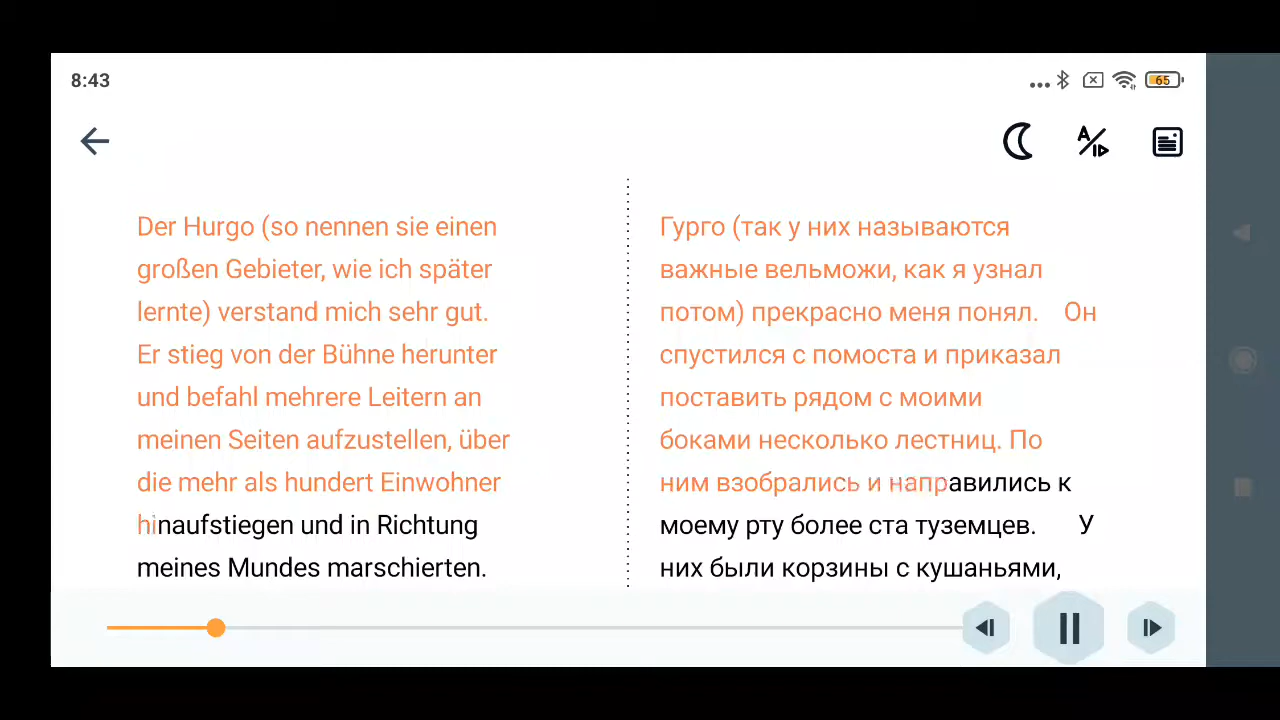 8:43
65
Der Hurgo (so nennen sie einen
großen Gebieter, wie ich später
lernte) verstand mich sehr gut.
Er stieg von der Bühne herunter
und befahl mehrere Leitern an
meinen Seiten aufzustellen, über
die mehr als hundert Einwohner
hinaufstiegen und in Richtung
meines Mundes marschierten.
Гурго (так у них называются
важные вельможи, как я узнал
потом) прекрасно меня понял. Он
спустился с помоста и приказал
поставить рядом с моими
боками несколько лестниц. По
ним взобрались и направились к
моему рту более ста туземцев. У
них были корзины с кушаньями,